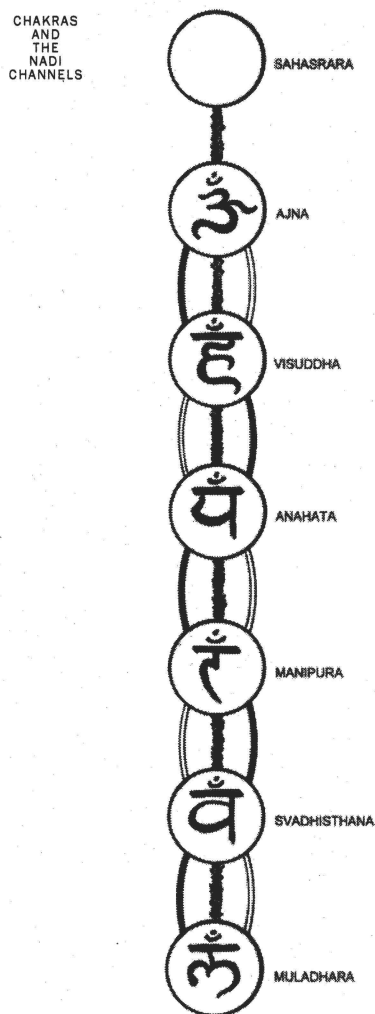 CHAKRAS
AND
THE
NADI
CHANNELS
SAHASRARA
ॐ
AJNA
हँ
VISUDDHA
यँ
ANAHATA
रँ
MANIPURA
वँ
SVADHISTHANA
MULADHARA